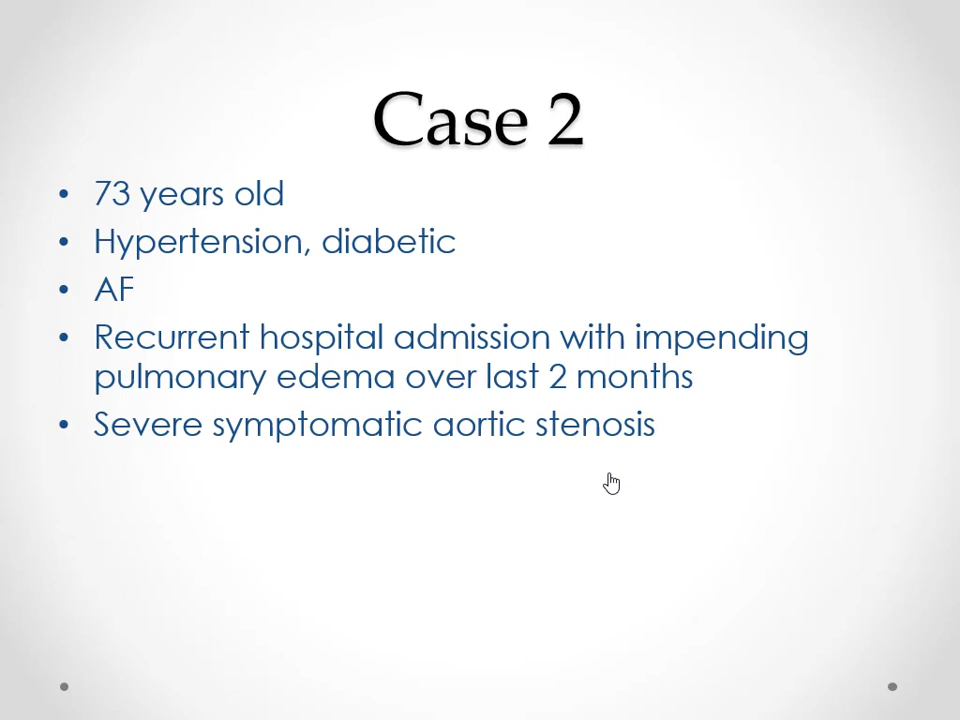 Case 2
• 73 years old
• Hypertension, diabetic
• AF
• Recurrent hospital admission with impending
pulmonary edema over last 2 months
• Severe symptomatic aortic stenosis